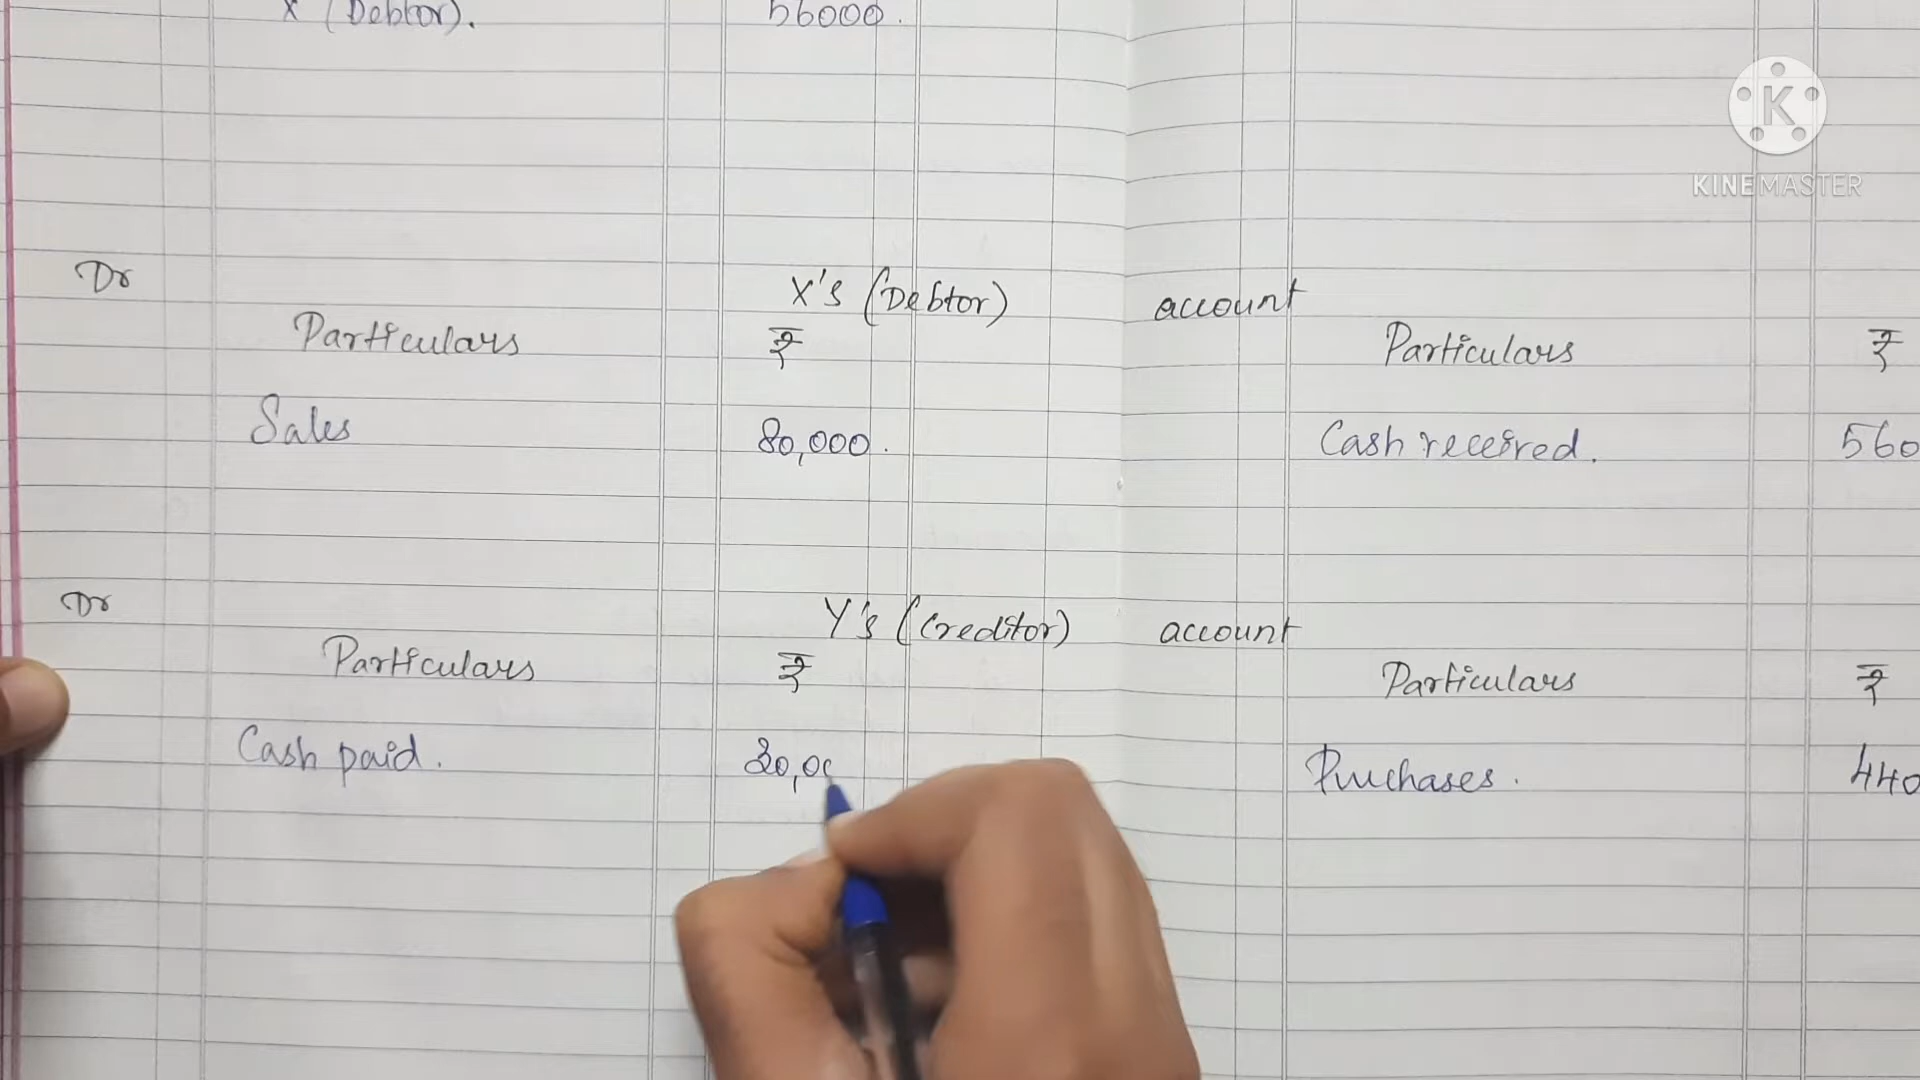 X (Debtor). 56000.
KINEMASTER
Dr X's (Debtor) account
Particulars ₹ Particulars ₹
Sales 80,000. Cash received. 560
Dr Y's (Creditor) account
Particulars ₹ Particulars ₹
Cash paid. 20,00 Purchases. 440